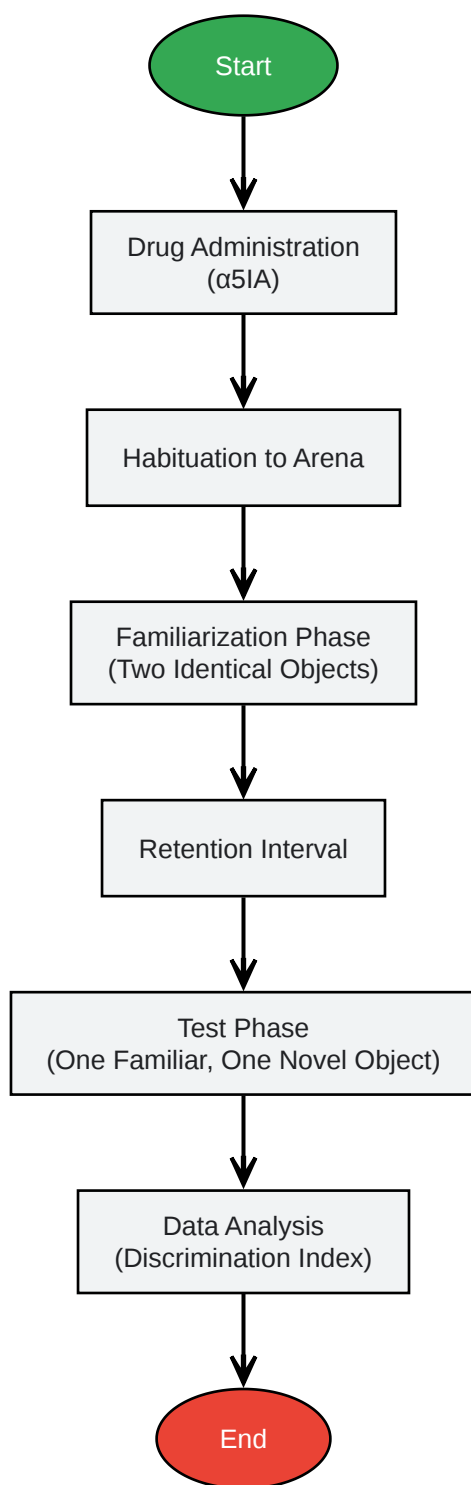 Start
Drug Administration
(α5IA)
Habituation to Arena
Familiarization Phase
(Two Identical Objects)
Retention Interval
Test Phase
(One Familiar, One Novel Object)
Data Analysis
(Discrimination Index)
End